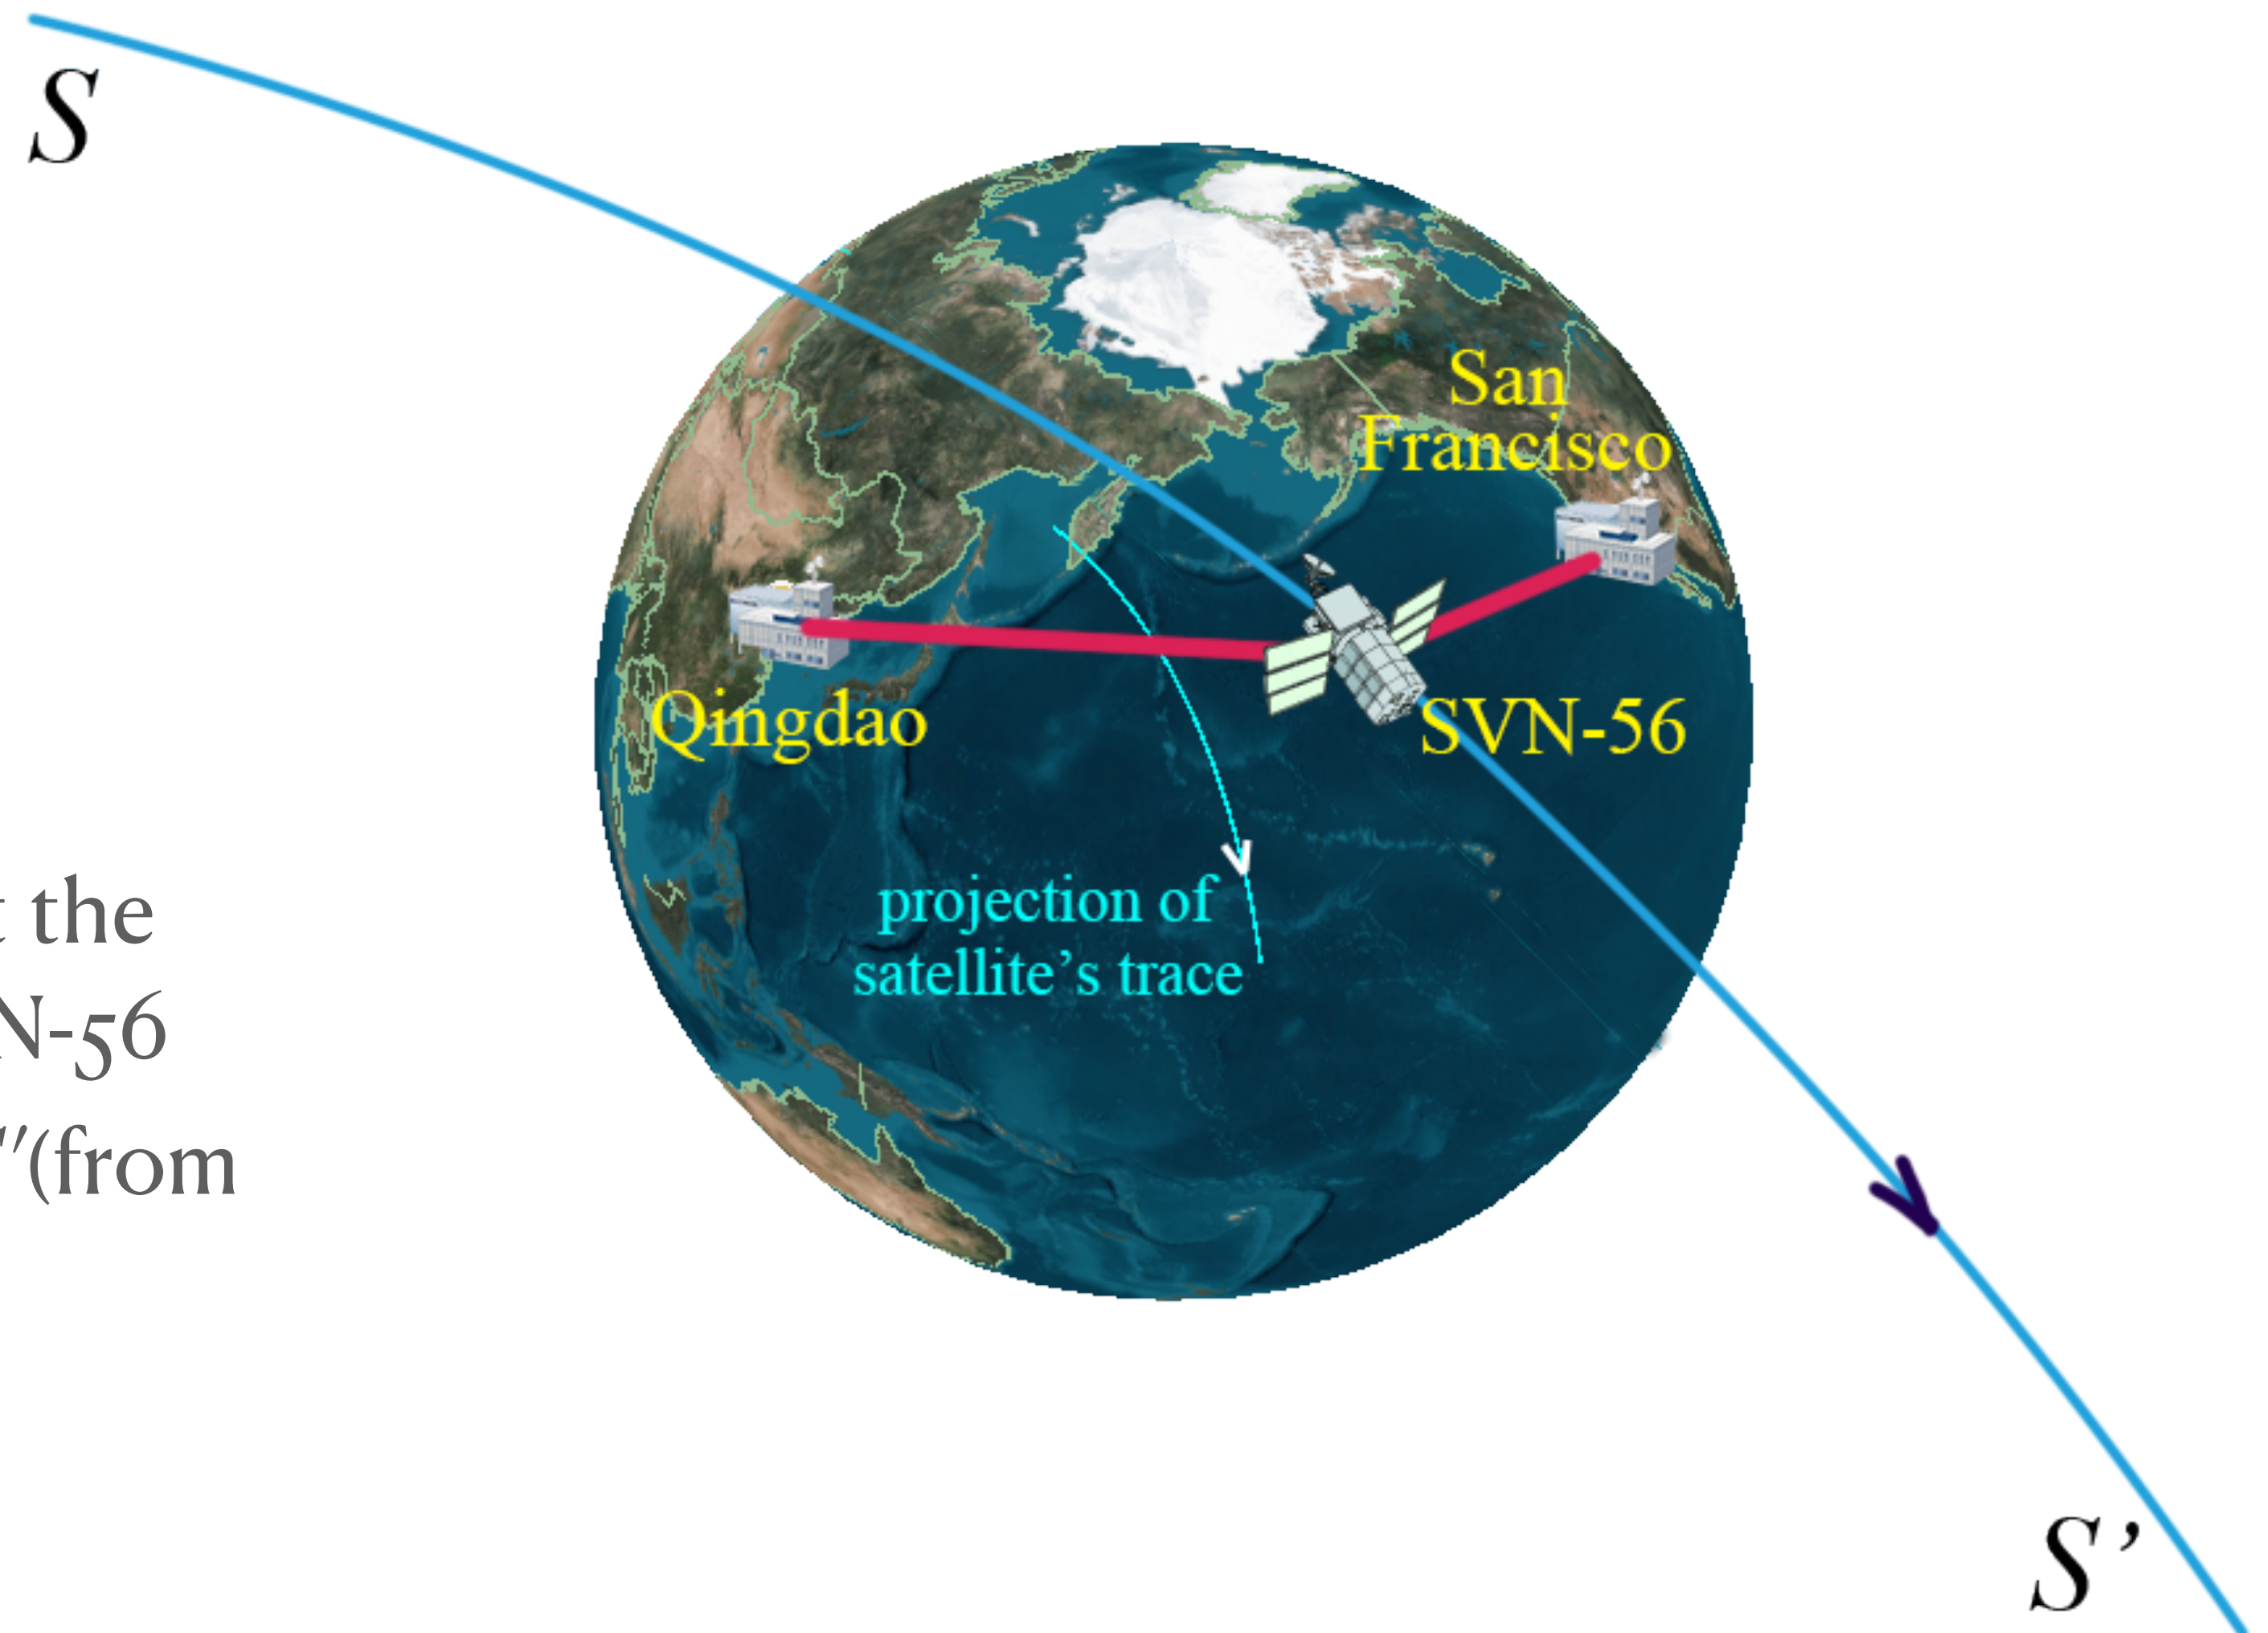 S
San
Francisco
Qingdao
SVN-56
the
N-56
"(from
projection of
satellite’s trace
S’